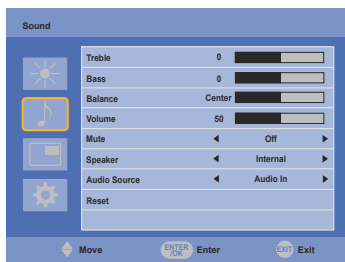 Sound
Treble 0
Bass 0
Balance Center
Volume 50
Mute Off
Speaker Internal
Audio Source Audio In
Reset
Move ENTER /OK Enter EXIT Exit